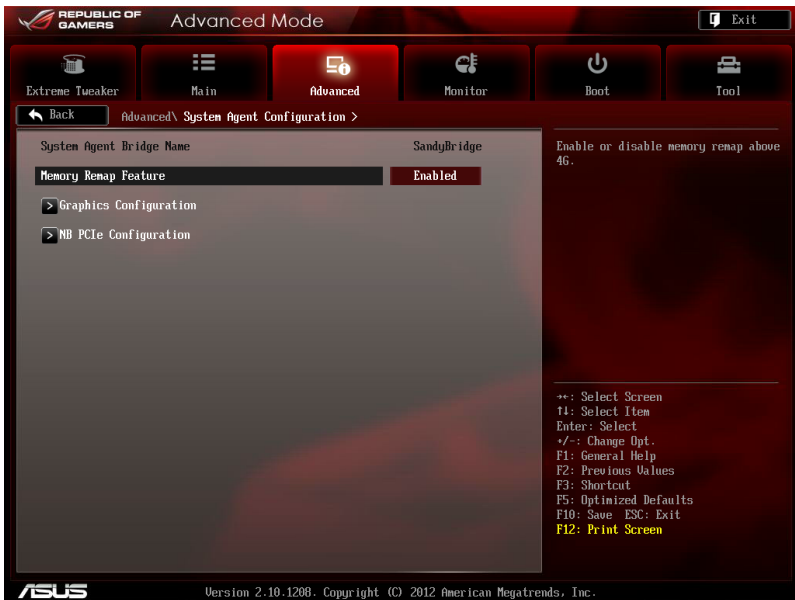 REPUBLIC OF
GAMERS
Advanced Mode
Exit
Extreme Tweaker
Main
Advanced
Monitor
Boot
Tool
Back
Advanced\ System Agent Configuration >
System Agent Bridge Name SandyBridge
Memory Remap Feature Enabled
> Graphics Configuration
> NB PCIe Configuration
Enable or disable memory remap above
4G.
→←: Select Screen
↑↓: Select Item
Enter: Select
+/-: Change Opt.
F1: General Help
F2: Previous Values
F3: Shortcut
F5: Optimized Defaults
F10: Save ESC: Exit
F12: Print Screen
ASUS
Version 2.10.1208. Copyright (C) 2012 American Megatrends, Inc.